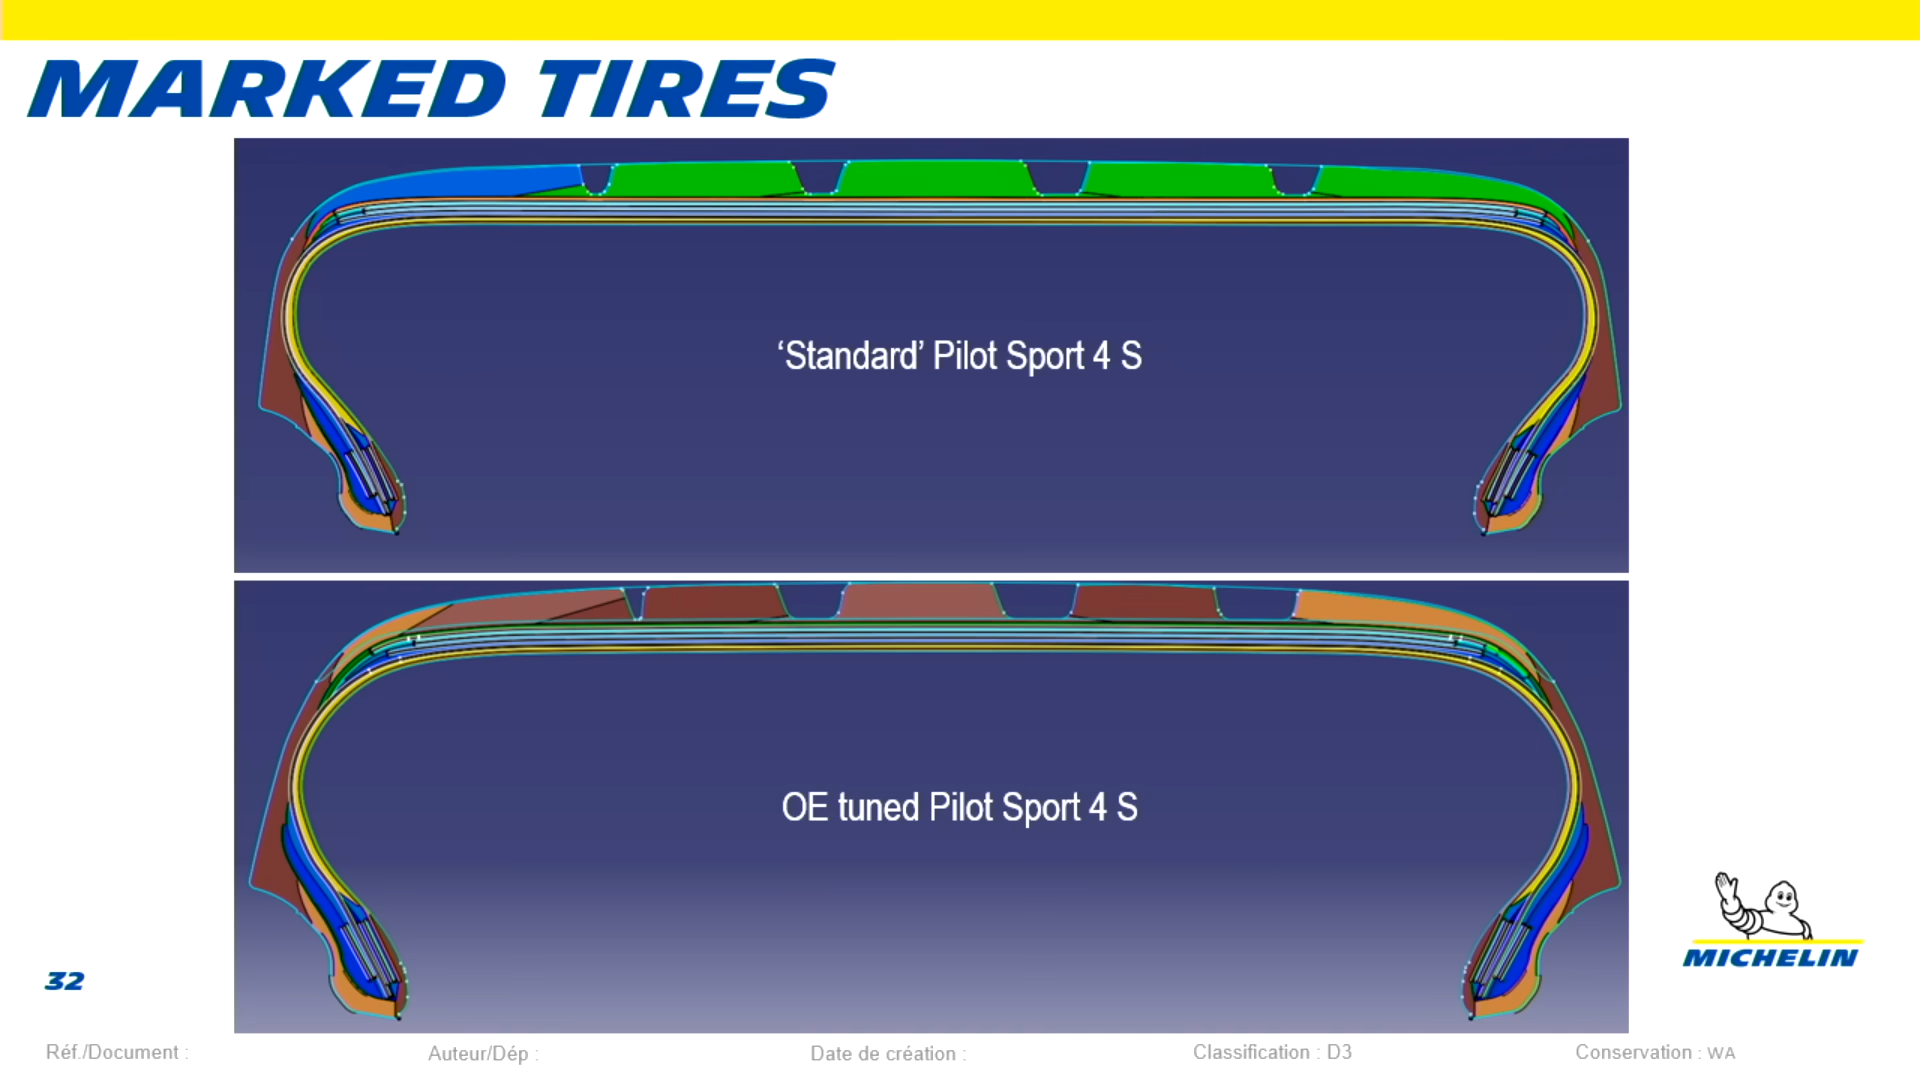 MARKED TIRES
‘Standard’ Pilot Sport 4 S
OE tuned Pilot Sport 4 S
MICHELIN
32
Réf./Document :
Auteur/Dép :
Date de création :
Classification : D3
Conservation : WA